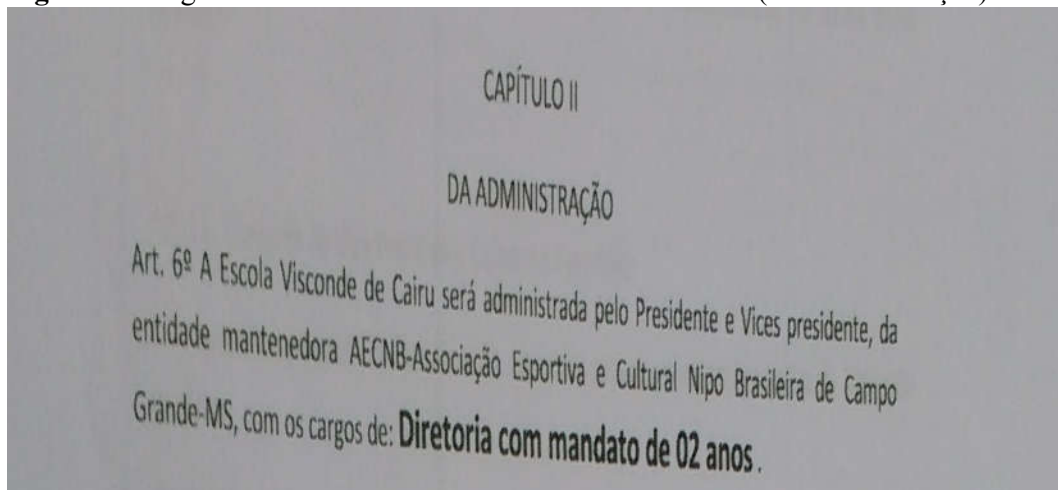 CAPÍTULO II
DA ADMINISTRAÇÃO
Art. 6º A Escola Visconde de Cairu será administrada pelo Presidente e Vices presidente, da
entidade mantenedora AECNB-Associação Esportiva e Cultural Nipo Brasileira de Campo
Grande-MS, com os cargos de: Diretoria com mandato de 02 anos .